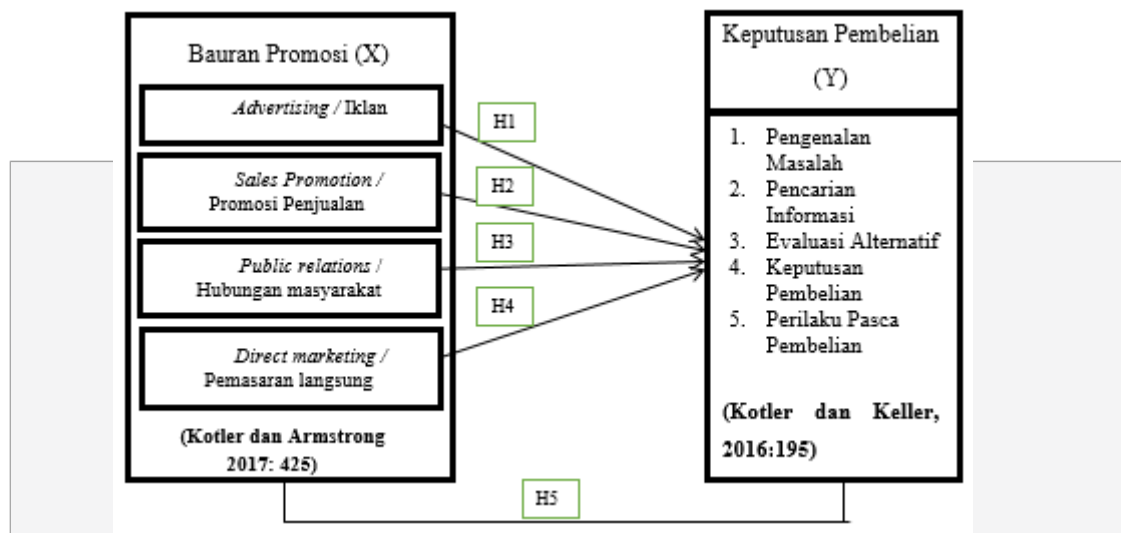 Bauran Promosi (X)
Advertising / Iklan
Sales Promotion /
Promosi Penjualan
Public relations /
Hubungan masyarakat
Direct marketing /
Pemasaran langsung
(Kotler dan Armstrong
2017: 425)
H1
H2
H3
H4
H5
Keputusan Pembelian
(Y)
1. Pengenalan
Masalah
2. Pencarian
Informasi
3. Evaluasi Alternatif
4. Keputusan
Pembelian
5. Perilaku Pasca
Pembelian
(Kotler dan Keller,
2016:195)